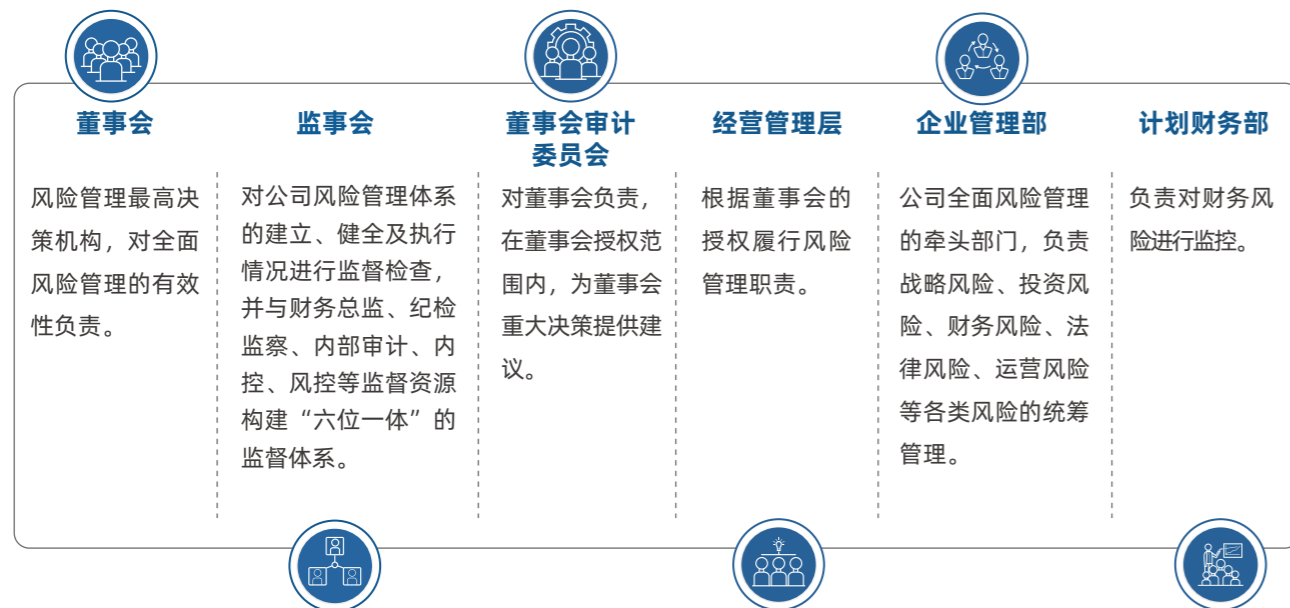 董事会
风险管理最高决
策机构，对全面
风险管理的有效
性负责。
监事会
对公司风险管理体系
的建立、健全及执行
情况进行监督检查，
并与财务总监、纪检
监察、内部审计、内
控、风控等监督资源
构建“六位一体”的
监督体系。
董事会审计
委员会
对董事会负责，
在董事会授权范
围内，为董事会
重大决策提供建
议。
经营管理层
根据董事会的
授权履行风险
管理职责。
企业管理部
公司全面风险管理
的牵头部门，负责
战略风险、投资风
险、财务风险、法
律风险、运营风险
等各类风险的统筹
管理。
计划财务部
负责对财务风
险进行监控。